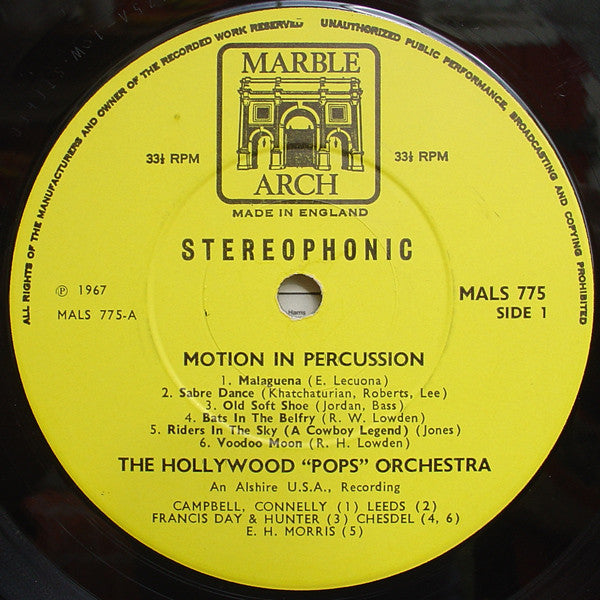 ALL RIGHTS OF THE MANUFACTURERS AND OWNER OF THE RECORDED WORK RESERVED UNAUTHORIZED PUBLIC PERFORMANCE, BROADCASTING AND COPYING PROHIBITED
MARBLE
ARCH
33⅓ RPM 33⅓ RPM
MADE IN ENGLAND
STEREOPHONIC
℗ 1967 MALS 775
MALS 775-A SIDE 1
Harris
MOTION IN PERCUSSION
1. Malaguena (E. Lecuona)
2. Sabre Dance (Khatchaturian, Roberts, Lee)
3. Old Soft Shoe (Jordan, Bass)
4. Bats In The Belfry (R. W. Lowden)
5. Riders In The Sky (A Cowboy Legend) (Jones)
6. Voodoo Moon (R. H. Lowden)
THE HOLLYWOOD “POPS” ORCHESTRA
An Alshire U.S.A., Recording
CAMPBELL, CONNELLY (1) LEEDS (2)
FRANCIS DAY & HUNTER (3) CHESDEL (4, 6)
E. H. MORRIS (5)